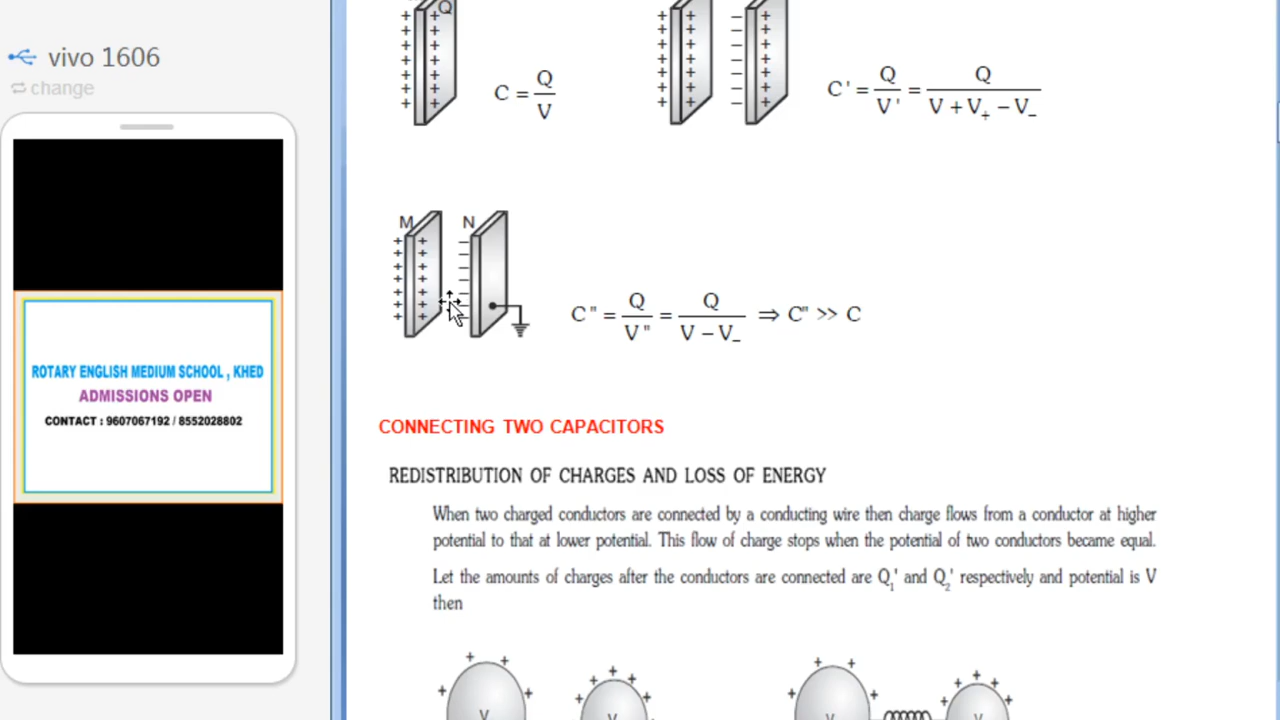 vivo 1606
change
ROTARY ENGLISH MEDIUM SCHOOL , KHED
ADMISSIONS OPEN
CONTACT : 9607067192 / 8552028802
Q
C = Q/V
C' = Q/V' = Q/(V + V₊ − V₋)
M N
C" = Q/V" = Q/(V − V₋) ⇒ C" >> C
CONNECTING TWO CAPACITORS
REDISTRIBUTION OF CHARGES AND LOSS OF ENERGY
When two charged conductors are connected by a conducting wire then charge flows from a conductor at higher
potential to that at lower potential. This flow of charge stops when the potential of two conductors became equal.
Let the amounts of charges after the conductors are connected are Q₁' and Q₂' respectively and potential is V
then